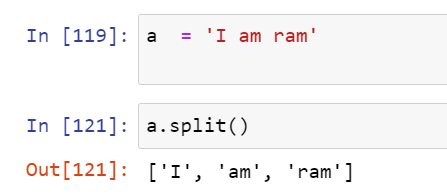 In [119]: a = 'I am ram'
In [121]: a.split()
Out[121]: ['I', 'am', 'ram']